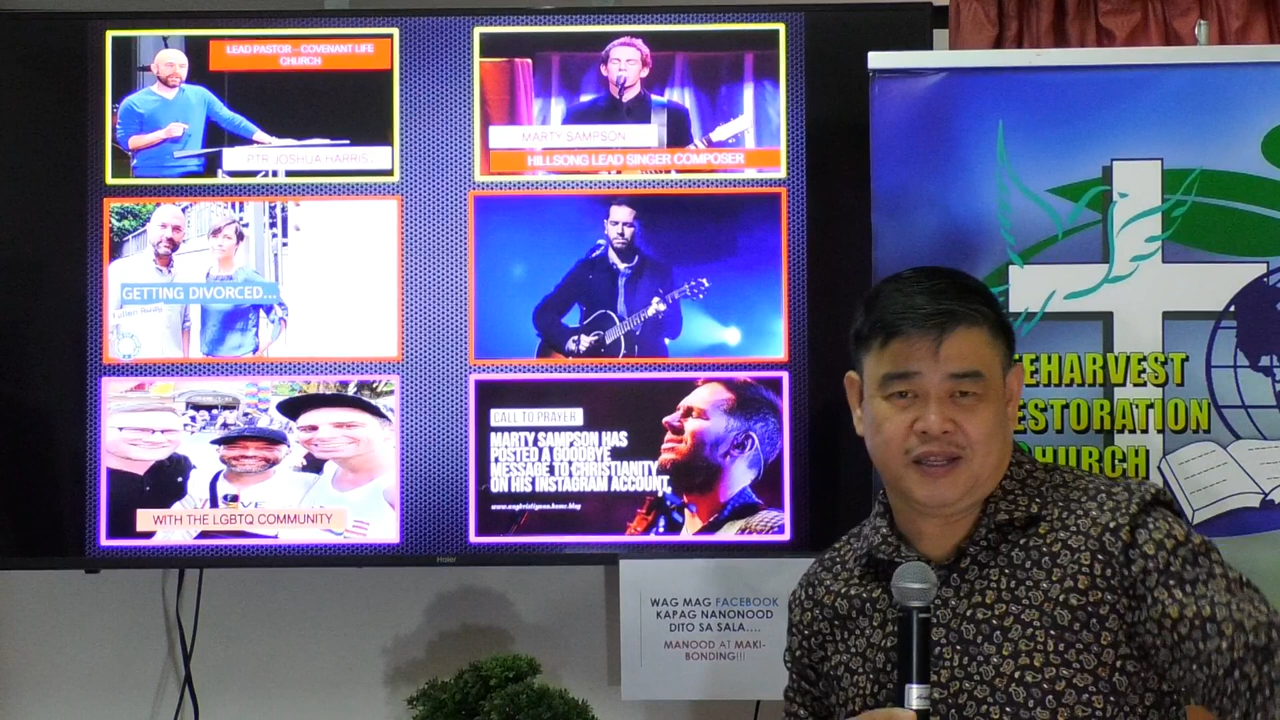 LEAD PASTOR – COVENANT LIFE
CHURCH
PTR JOSHUA HARRIS
MARTY SAMPSON
HILLSONG LEAD SINGER COMPOSER
GETTING DIVORCED...
WITH THE LGBTQ COMMUNITY
CALL TO PRAYER
MARTY SAMPSON HAS
POSTED A GOODBYE
MESSAGE TO CHRISTIANITY
ON HIS INSTAGRAM ACCOUNT.
Haier
WAG MAG FACEBOOK
KAPAG NANONOOD
DITO SA SALA....
MANOOD AT MAKI-
BONDING!!!
EHARVEST
ESTORATION
CHURCH